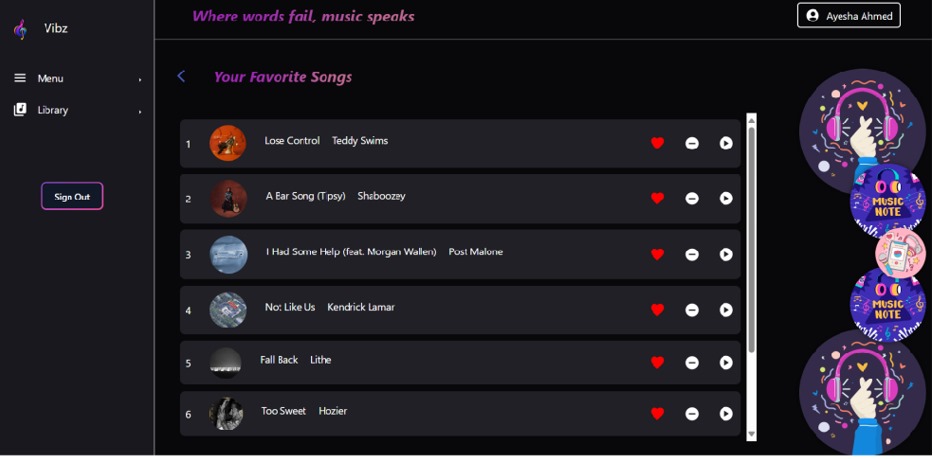 Vibz
Where words fail, music speaks
Ayesha Ahmed
Menu
Library
Sign Out
Your Favorite Songs
1 Lose Control Teddy Swims
2 A Bar Song (Tipsy) Shaboozey
3 I Had Some Help (feat. Morgan Wallen) Post Malone
4 Not Like Us Kendrick Lamar
5 Fall Back Lithe
6 Too Sweet Hozier
MUSIC
NOTE
MUSIC
NOTE